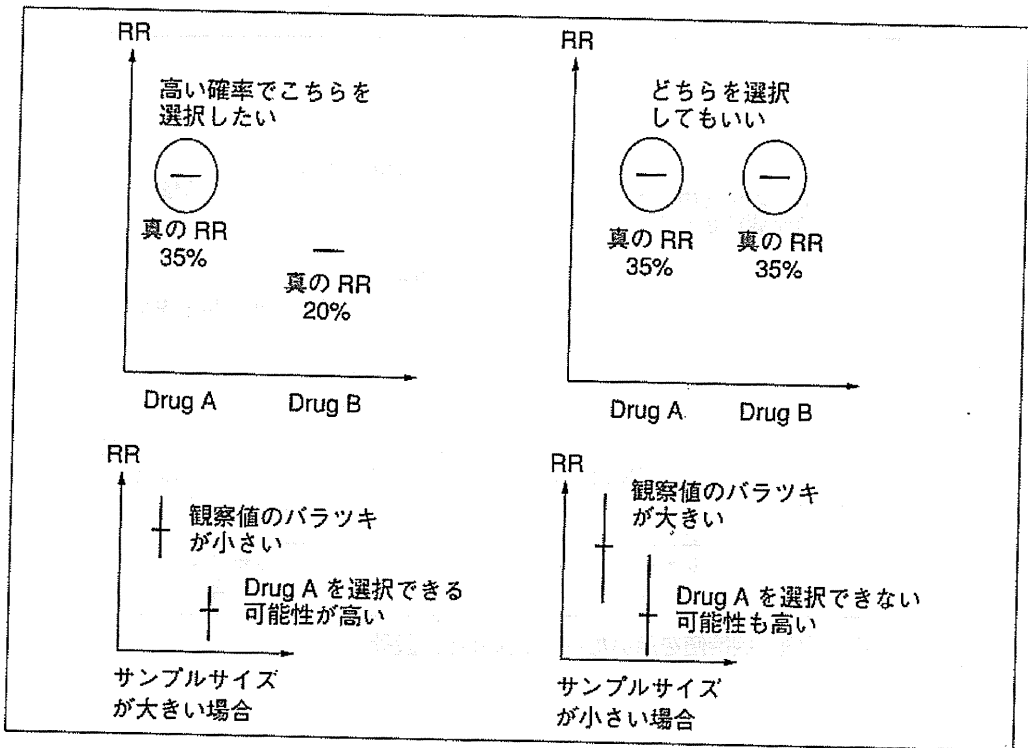 RR
高い確率でこちらを
選択したい
真の RR
35%
真の RR
20%
Drug A
Drug B
RR
どちらを選択
してもいい
真の RR
35%
真の RR
35%
Drug A
Drug B
RR
観察値のバラツキ
が小さい
Drug A を選択できる
可能性が高い
サンプルサイズ
が大きい場合
RR
観察値のバラツキ
が大きい
Drug A を選択できない
可能性も高い
サンプルサイズ
が小さい場合